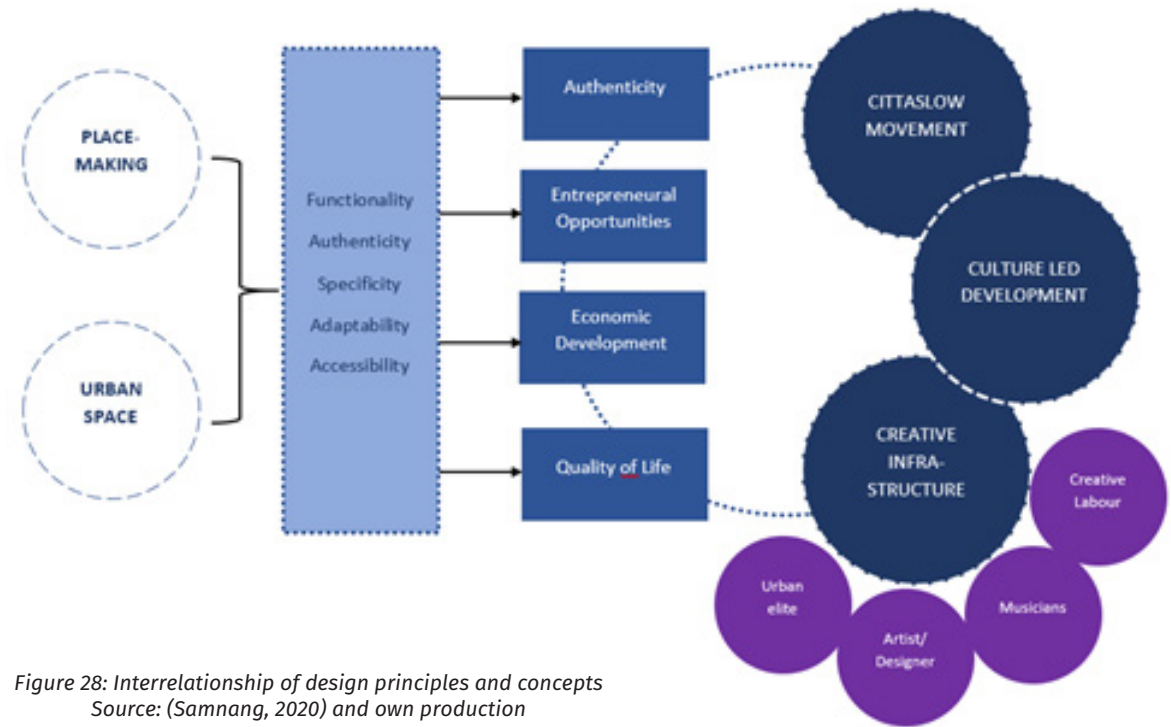 PLACE-
MAKING
URBAN
SPACE
Functionality
Authenticity
Specificity
Adaptability
Accessibility
Authenticity
Entrepreneural
Opportunities
Economic
Development
Quality of Life
CITTASLOW
MOVEMENT
CULTURE LED
DEVELOPMENT
CREATIVE
INFRA-
STRUCTURE
Creative
Labour
Musicians
Artist/
Designer
Urban
elite
Figure 28: Interrelationship of design principles and concepts
Source: (Samnang, 2020) and own production